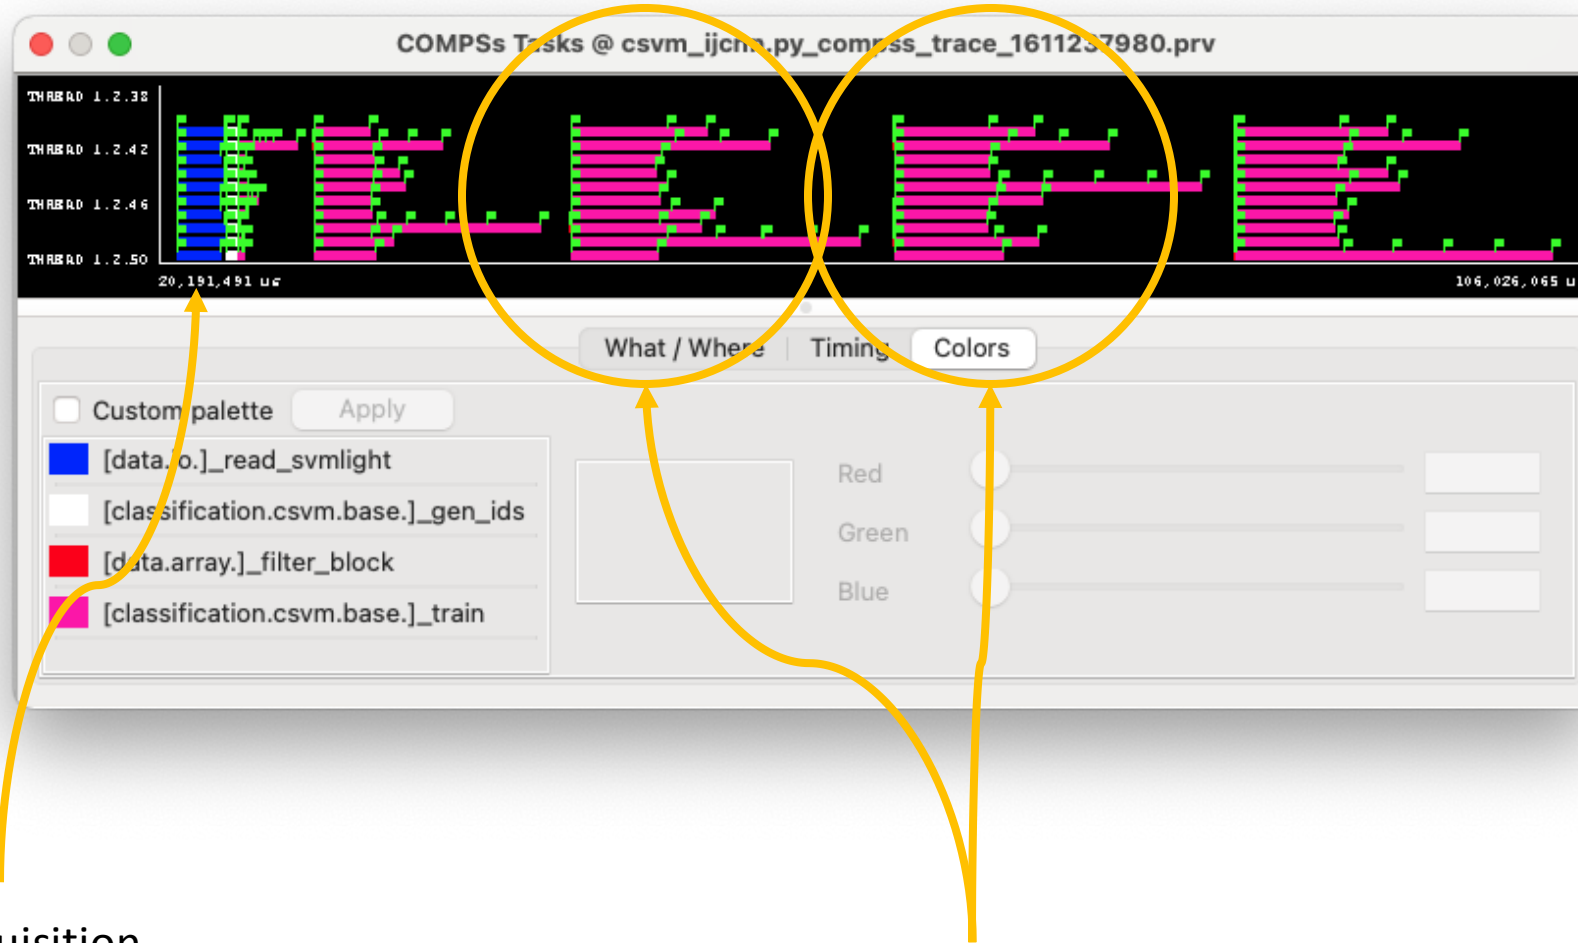 COMPSs Tasks @ csvm_ijcnn.py_compss_trace_1611237980.prv
THREAD 1.2.38
THREAD 1.2.42
THREAD 1.2.46
THREAD 1.2.50
20,191,491 us
106,026,065 u
What / Where
Timing
Colors
Custom palette
Apply
[data.io.]_read_svmlight
[classification.csvm.base.]_gen_ids
[data.array.]_filter_block
[classification.csvm.base.]_train
Red
Green
Blue
uisition